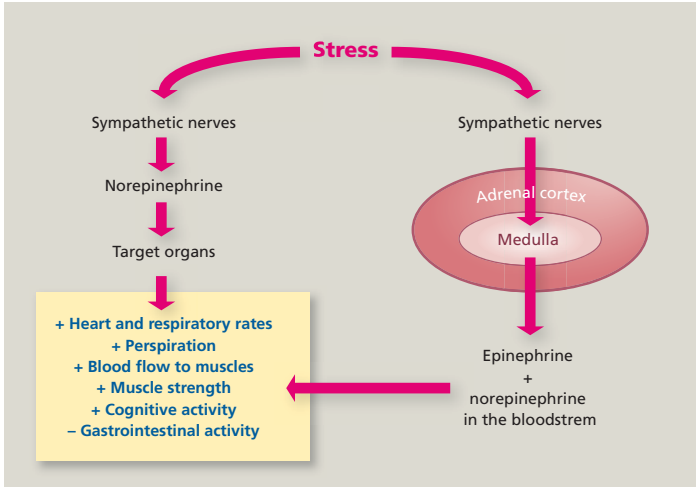 Stress
Sympathetic nerves
Norepinephrine
Target organs
+ Heart and respiratory rates
+ Perspiration
+ Blood flow to muscles
+ Muscle strength
+ Cognitive activity
– Gastrointestinal activity
Sympathetic nerves
Adrenal cortex
Medulla
Epinephrine
+
norepinephrine
in the bloodstrem